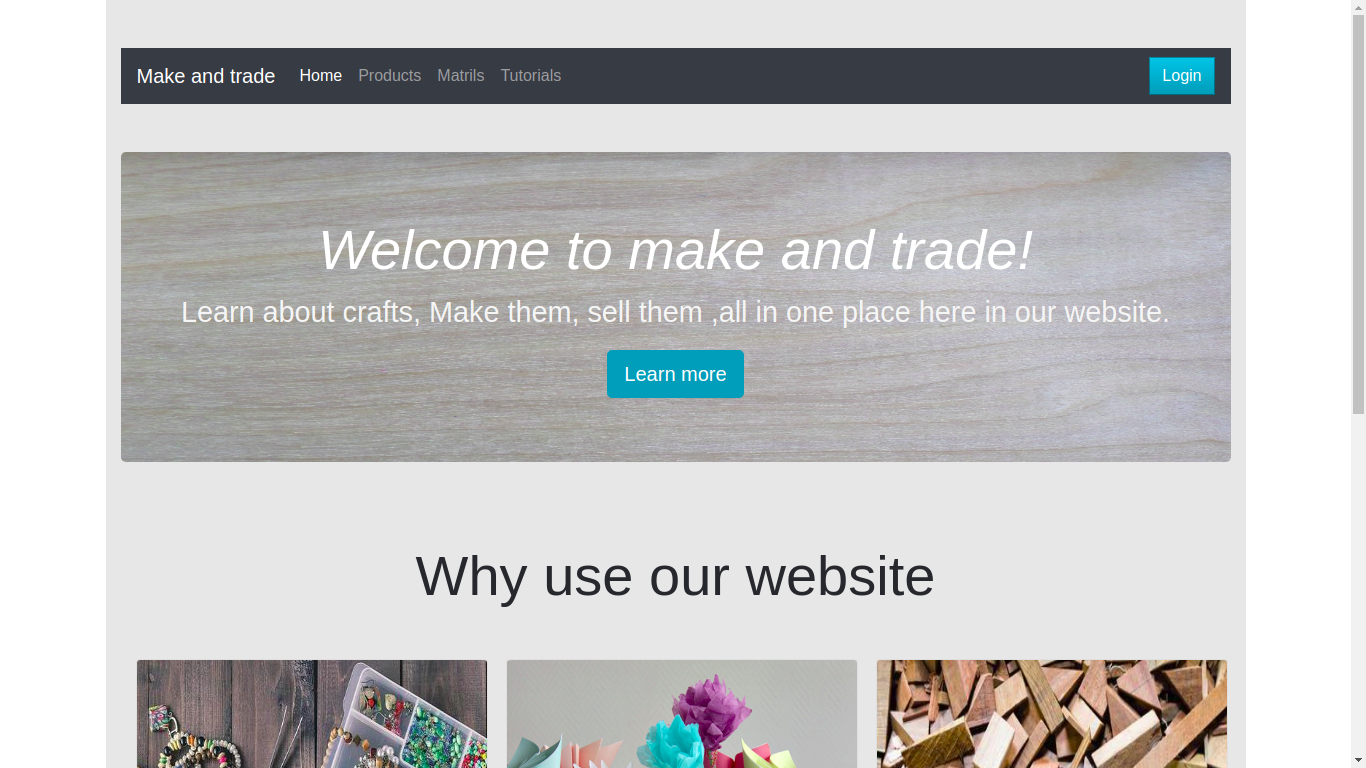 Make and trade
Home
Products
Matrils
Tutorials
Login
Welcome to make and trade!
Learn about crafts, Make them, sell them ,all in one place here in our website.
Learn more
Why use our website